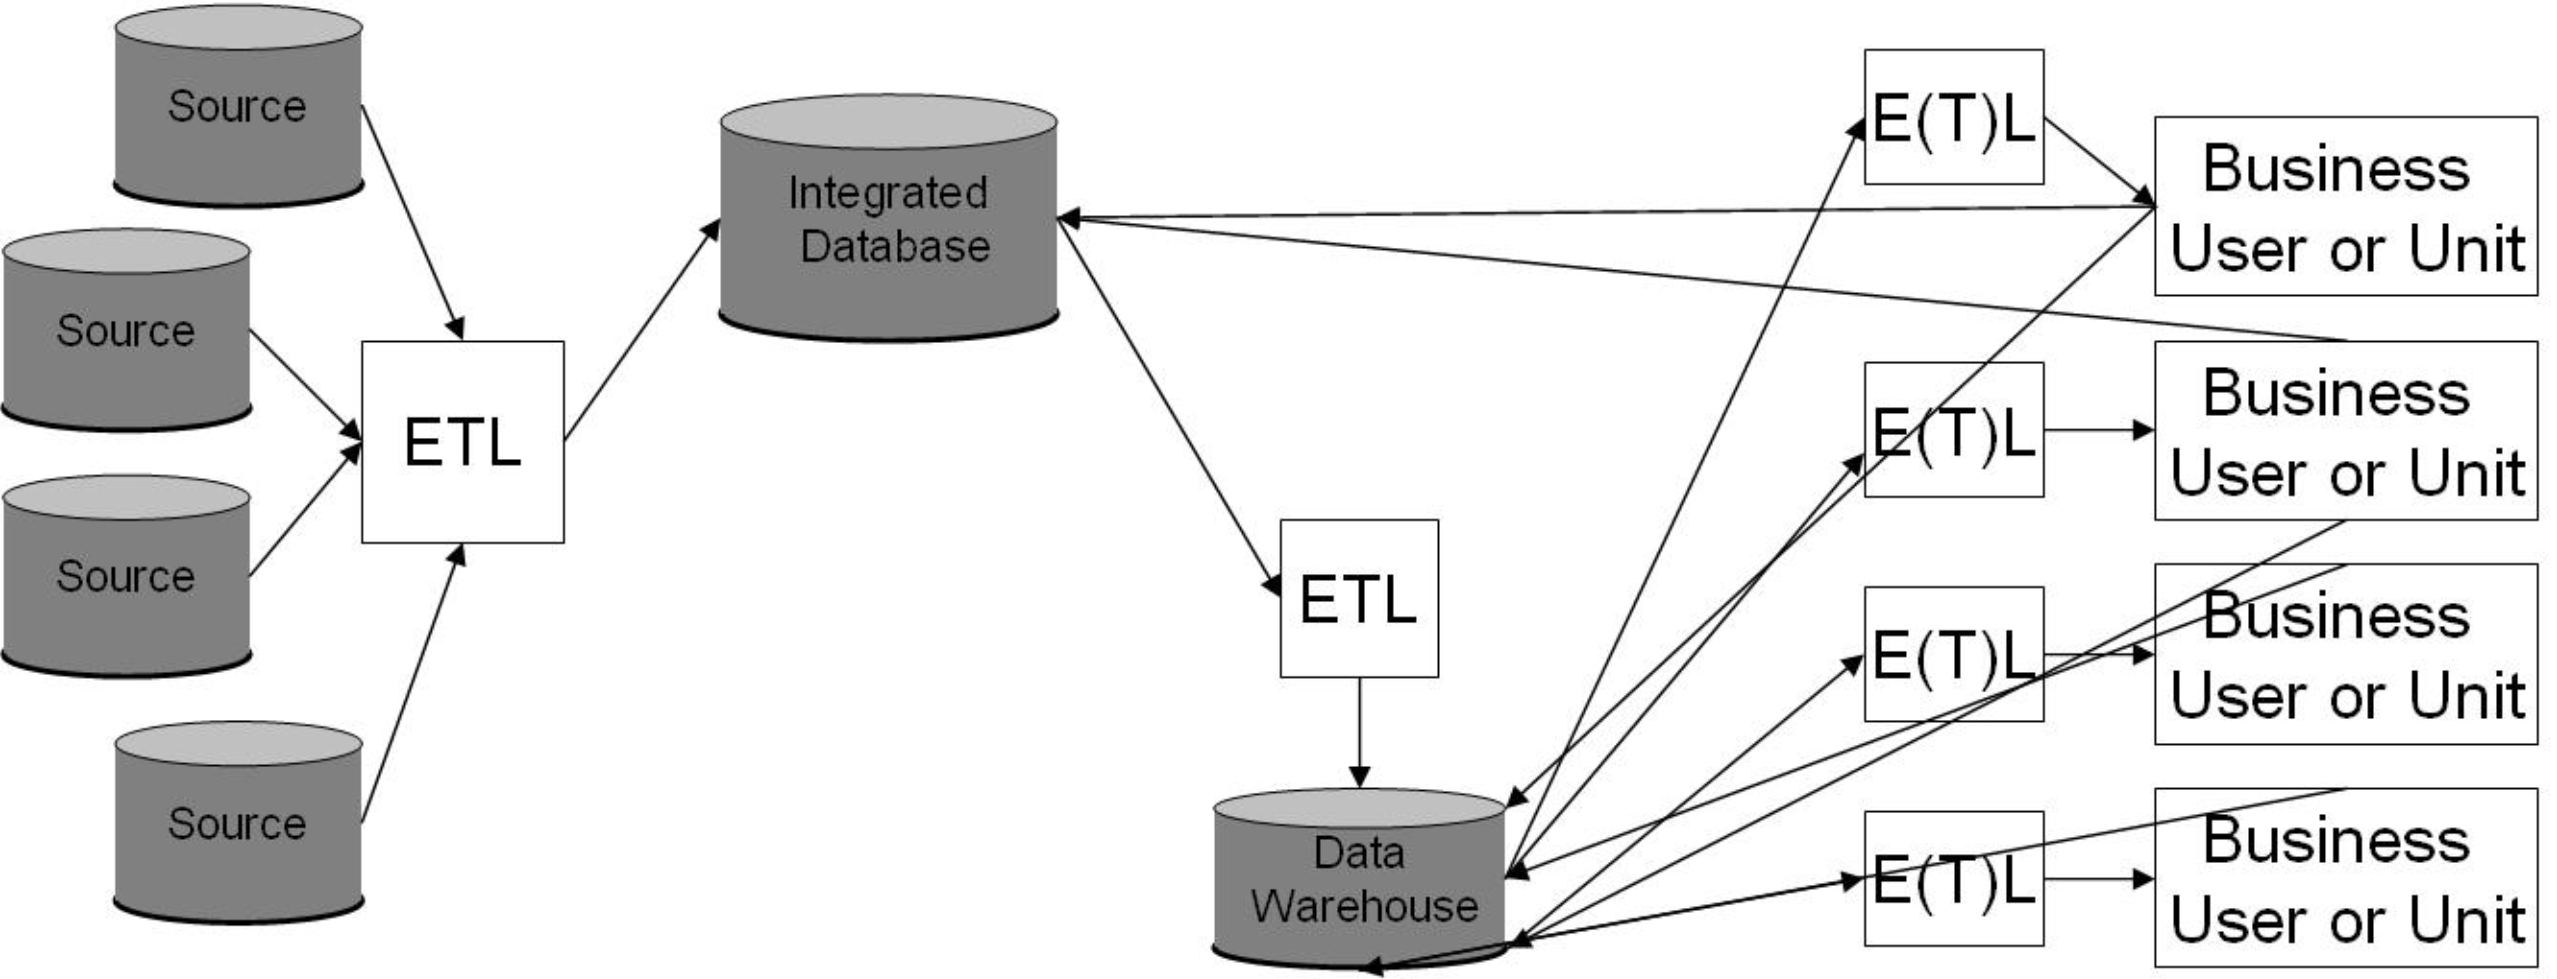 Source
Source
Source
Source
ETL
Integrated
Database
ETL
Data
Warehouse
E(T)L
Business
User or Unit
E(T)L
Business
User or Unit
E(T)L
Business
User or Unit
E(T)L
Business
User or Unit